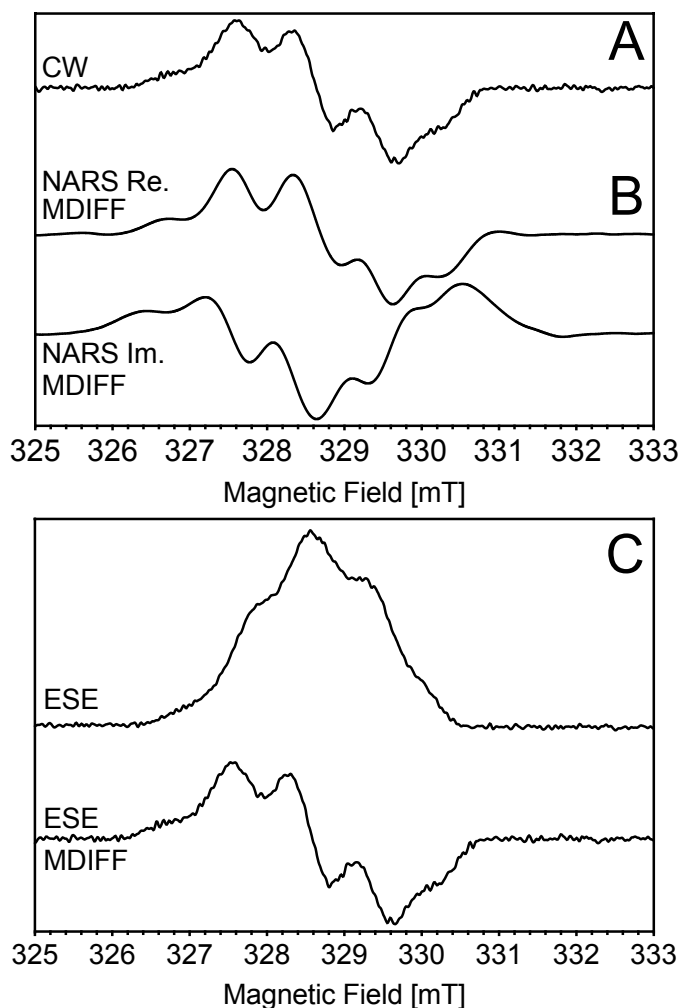 A
CW
NARS Re.
MDIFF
B
NARS Im.
MDIFF
325 326 327 328 329 330 331 332 333
Magnetic Field [mT]
C
ESE
ESE
MDIFF
325 326 327 328 329 330 331 332 333
Magnetic Field [mT]